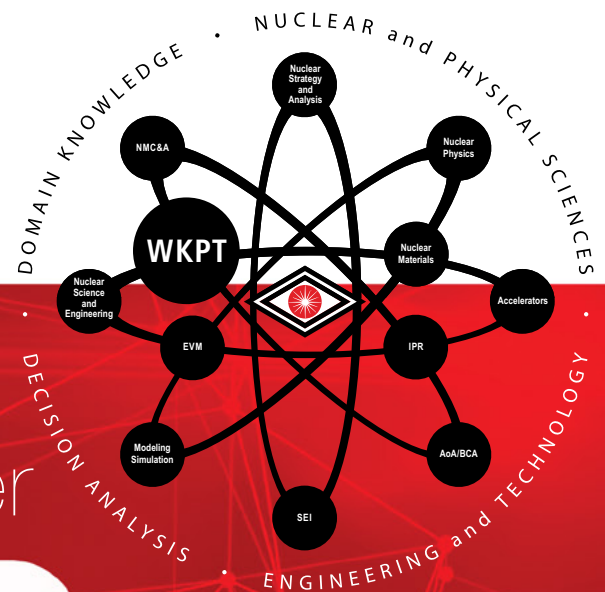 DOMAIN KNOWLEDGE
·
NUCLEAR and PHYSICAL SCIENCES
·
Nuclear
Strategy
and
Analysis
NMC&A
Nuclear
Physics
WKPT
Nuclear
Materials
Nuclear
Science
and
Engineering
Accelerators
EVM
IPR
Modeling
Simulation
AoA/BCA
SEI
·
DECISION ANALYSIS
·
ENGINEERING and TECHNOLOGY